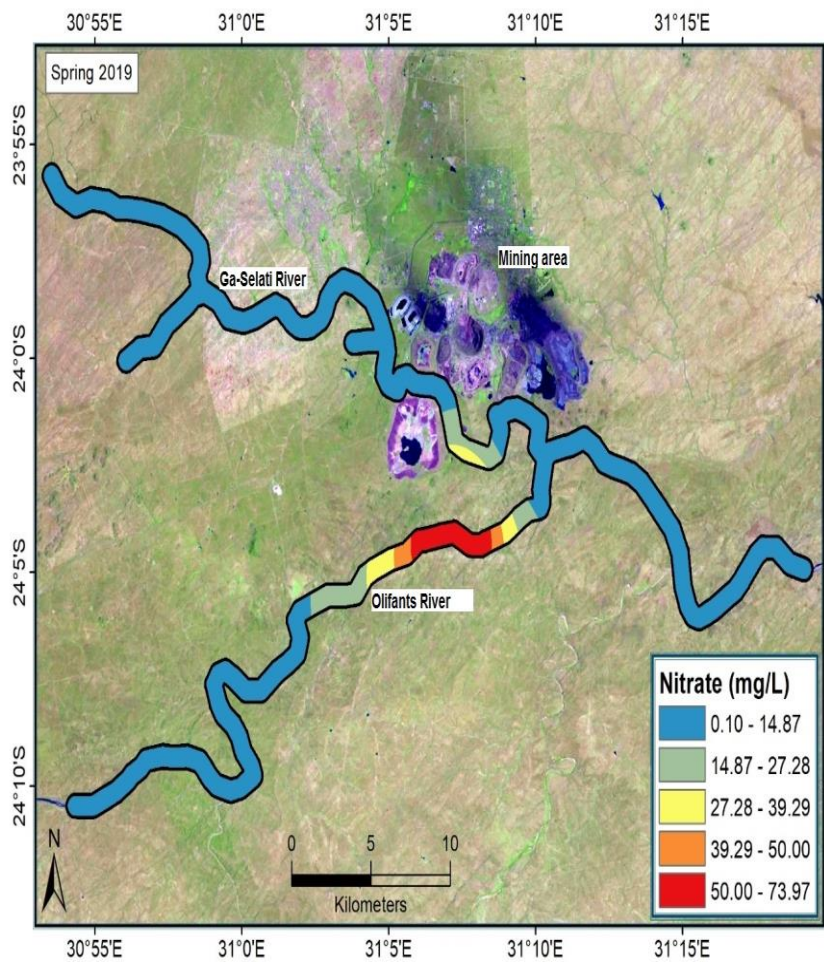 30°55'E 31°0'E 31°5'E 31°10'E 31°15'E
Spring 2019
23°55'S
Mining area
Ga-Selati River
24°0'S
24°5'S
Olifants River
Nitrate (mg/L)
0.10 - 14.87
14.87 - 27.28
27.28 - 39.29
39.29 - 50.00
50.00 - 73.97
24°10'S
N
0 5 10
Kilometers
30°55'E 31°0'E 31°5'E 31°10'E 31°15'E